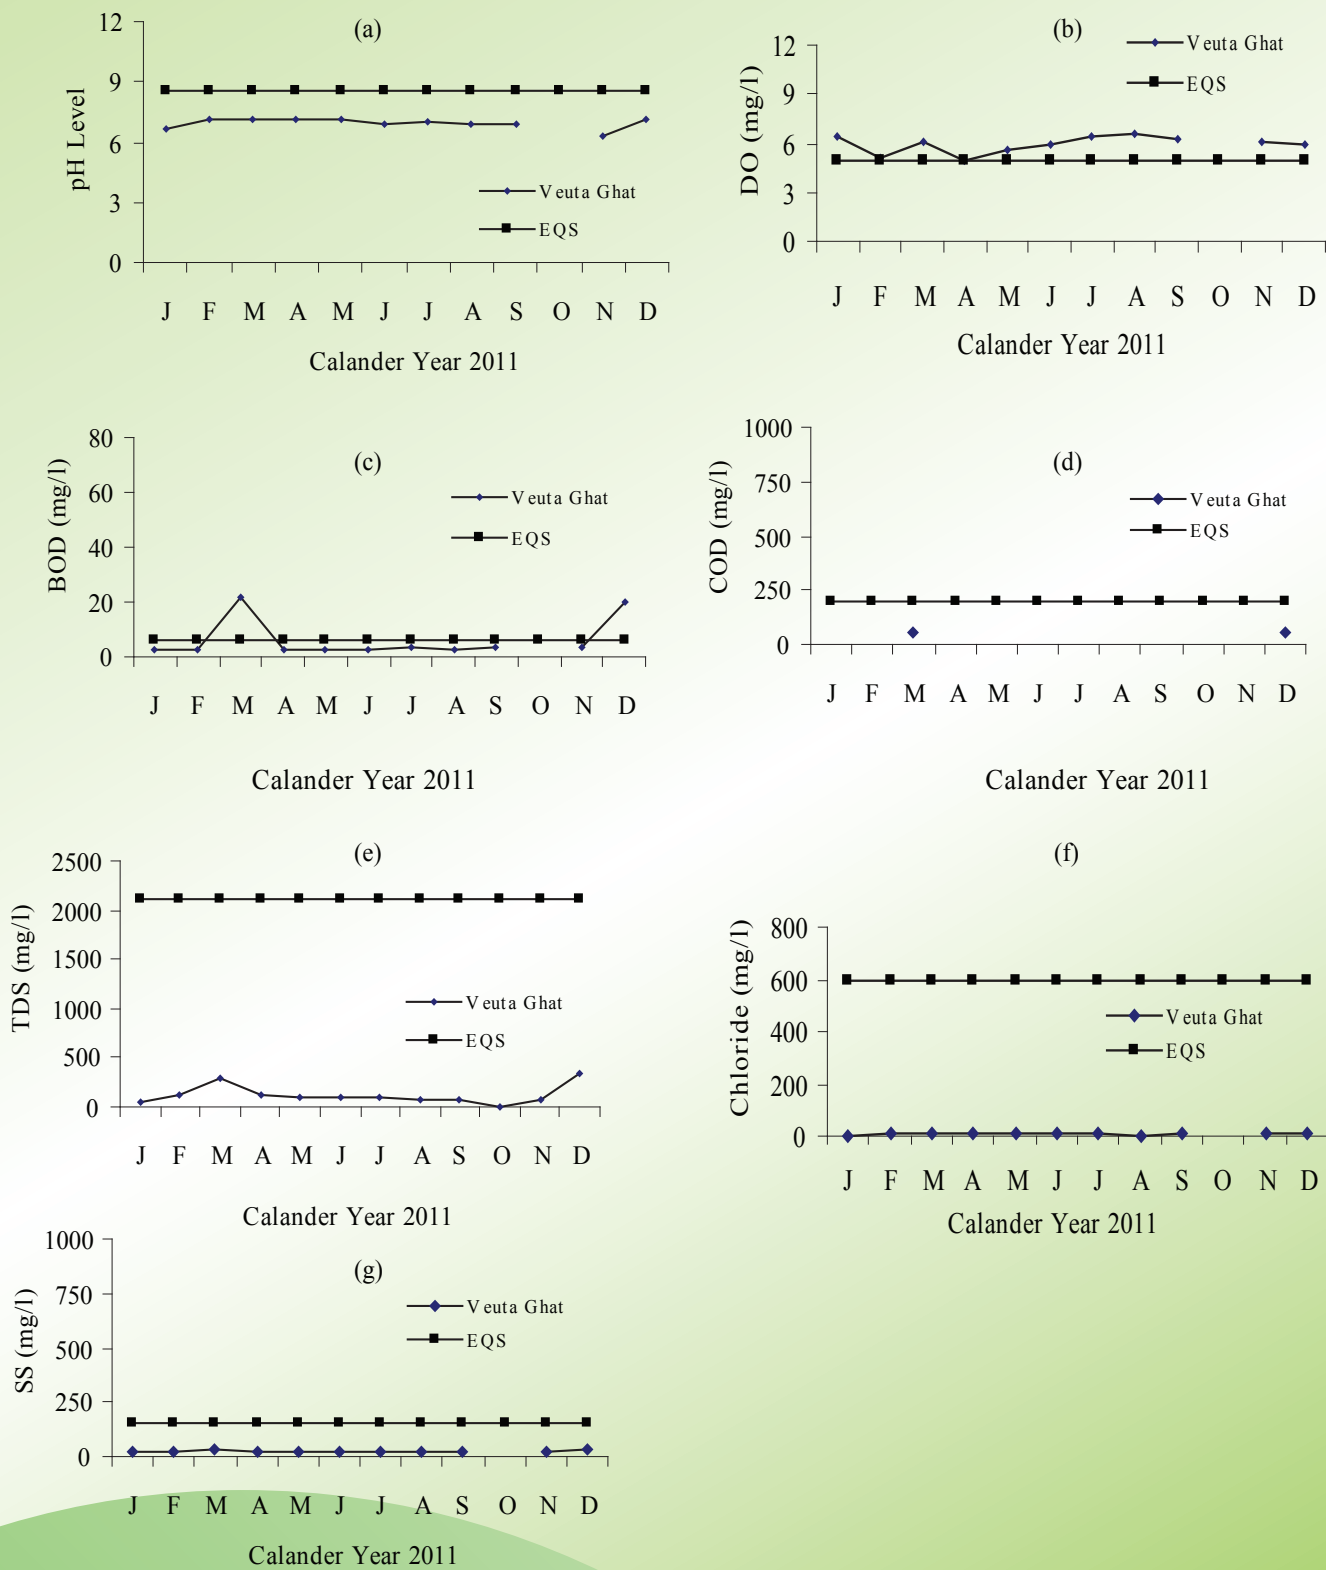 (a)
12
9
6
3
0
pH Level
Veuta Ghat
EQS
J F M A M J J A S O N D
Calander Year 2011
(b)
12
9
6
3
0
DO (mg/l)
Veuta Ghat
EQS
J F M A M J J A S O N D
Calander Year 2011
(c)
80
60
40
20
0
BOD (mg/l)
Veuta Ghat
EQS
J F M A M J J A S O N D
Calander Year 2011
(d)
1000
750
500
250
0
COD (mg/l)
Veuta Ghat
EQS
J F M A M J J A S O N D
Calander Year 2011
(e)
2500
2000
1500
1000
500
0
TDS (mg/l)
Veuta Ghat
EQS
J F M A M J J A S O N D
Calander Year 2011
(f)
800
600
400
200
0
Chloride (mg/l)
Veuta Ghat
EQS
J F M A M J J A S O N D
Calander Year 2011
(g)
1000
750
500
250
0
SS (mg/l)
Veuta Ghat
EQS
J F M A M J J A S O N D
Calander Year 2011